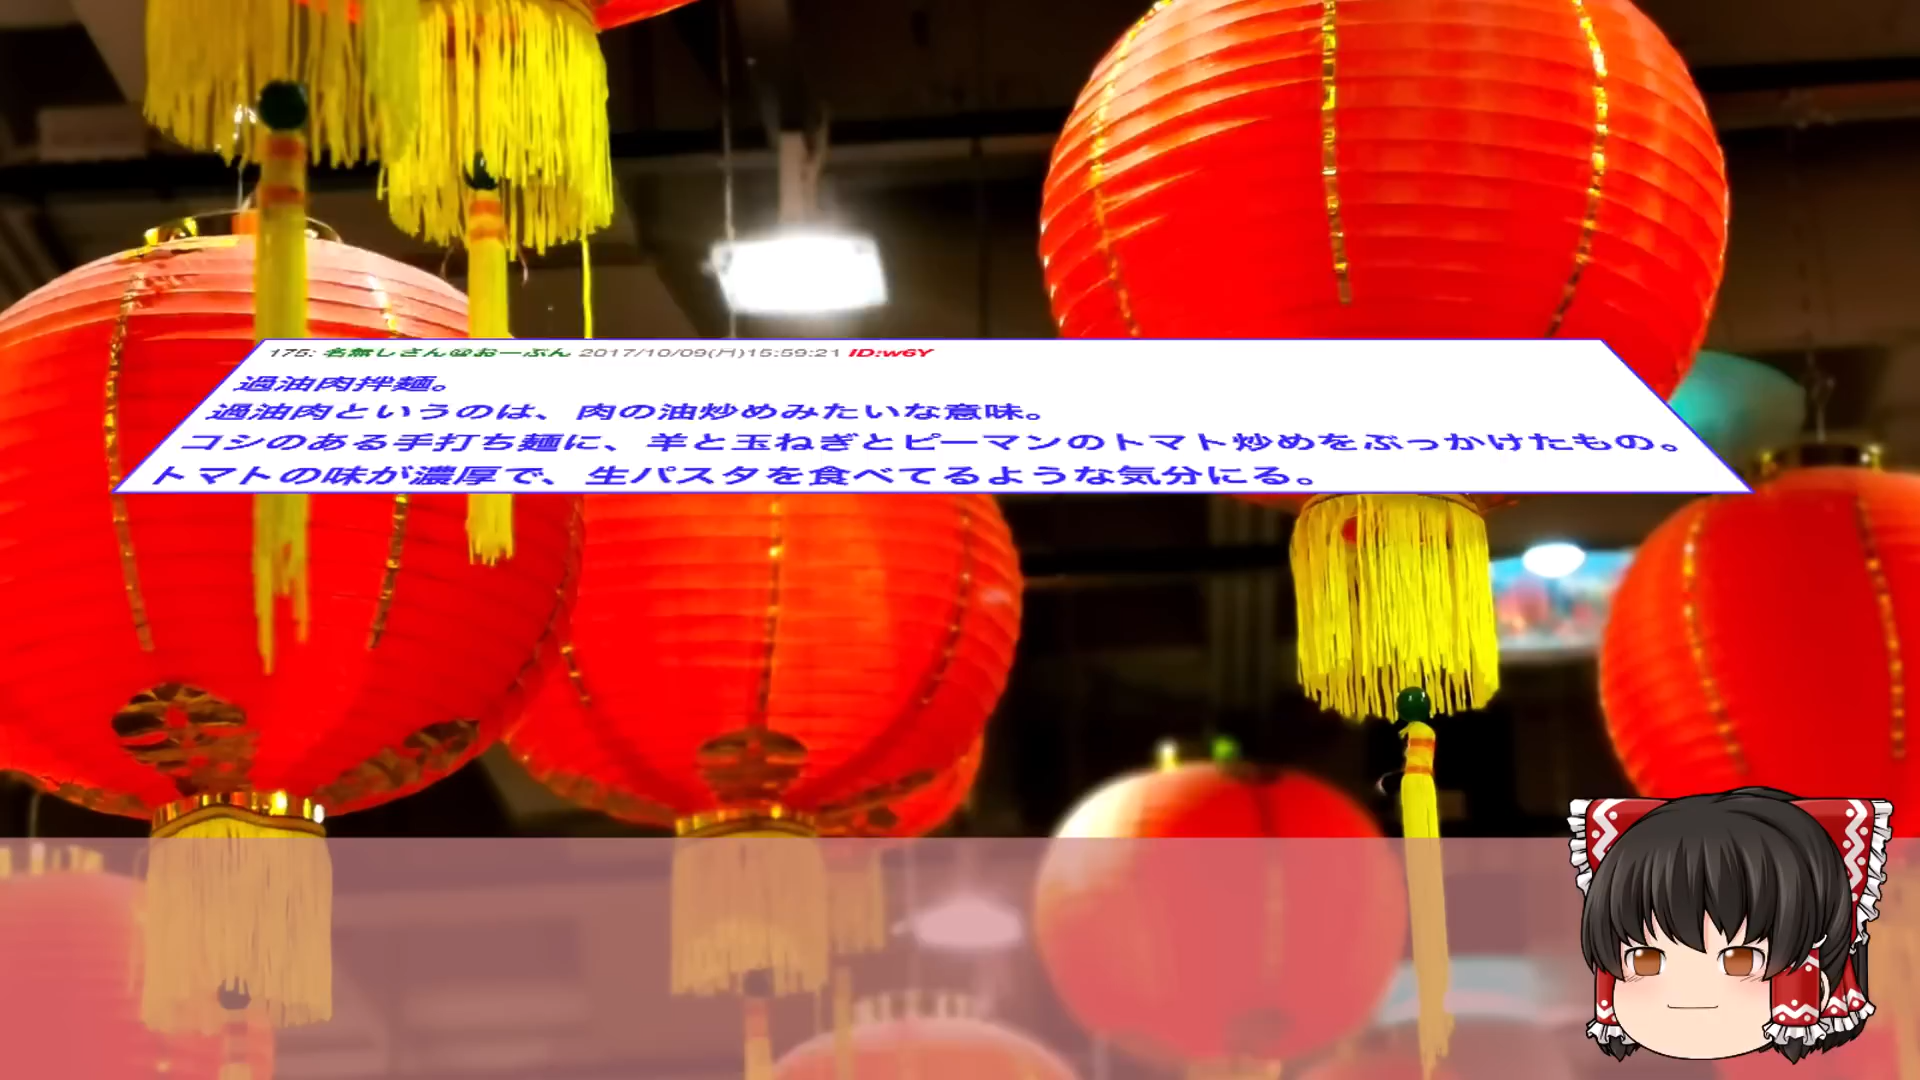 175: 名無しさん@おーぷん 2017/10/09(月)15:59:21 ID:w6Y
過油肉拌麺。
過油肉というのは、肉の油炒めみたいな意味。
コシのある手打ち麺に、羊と玉ねぎとピーマンのトマト炒めをぶっかけたもの。
トマトの味が濃厚で、生パスタを食べてるような気分にる。